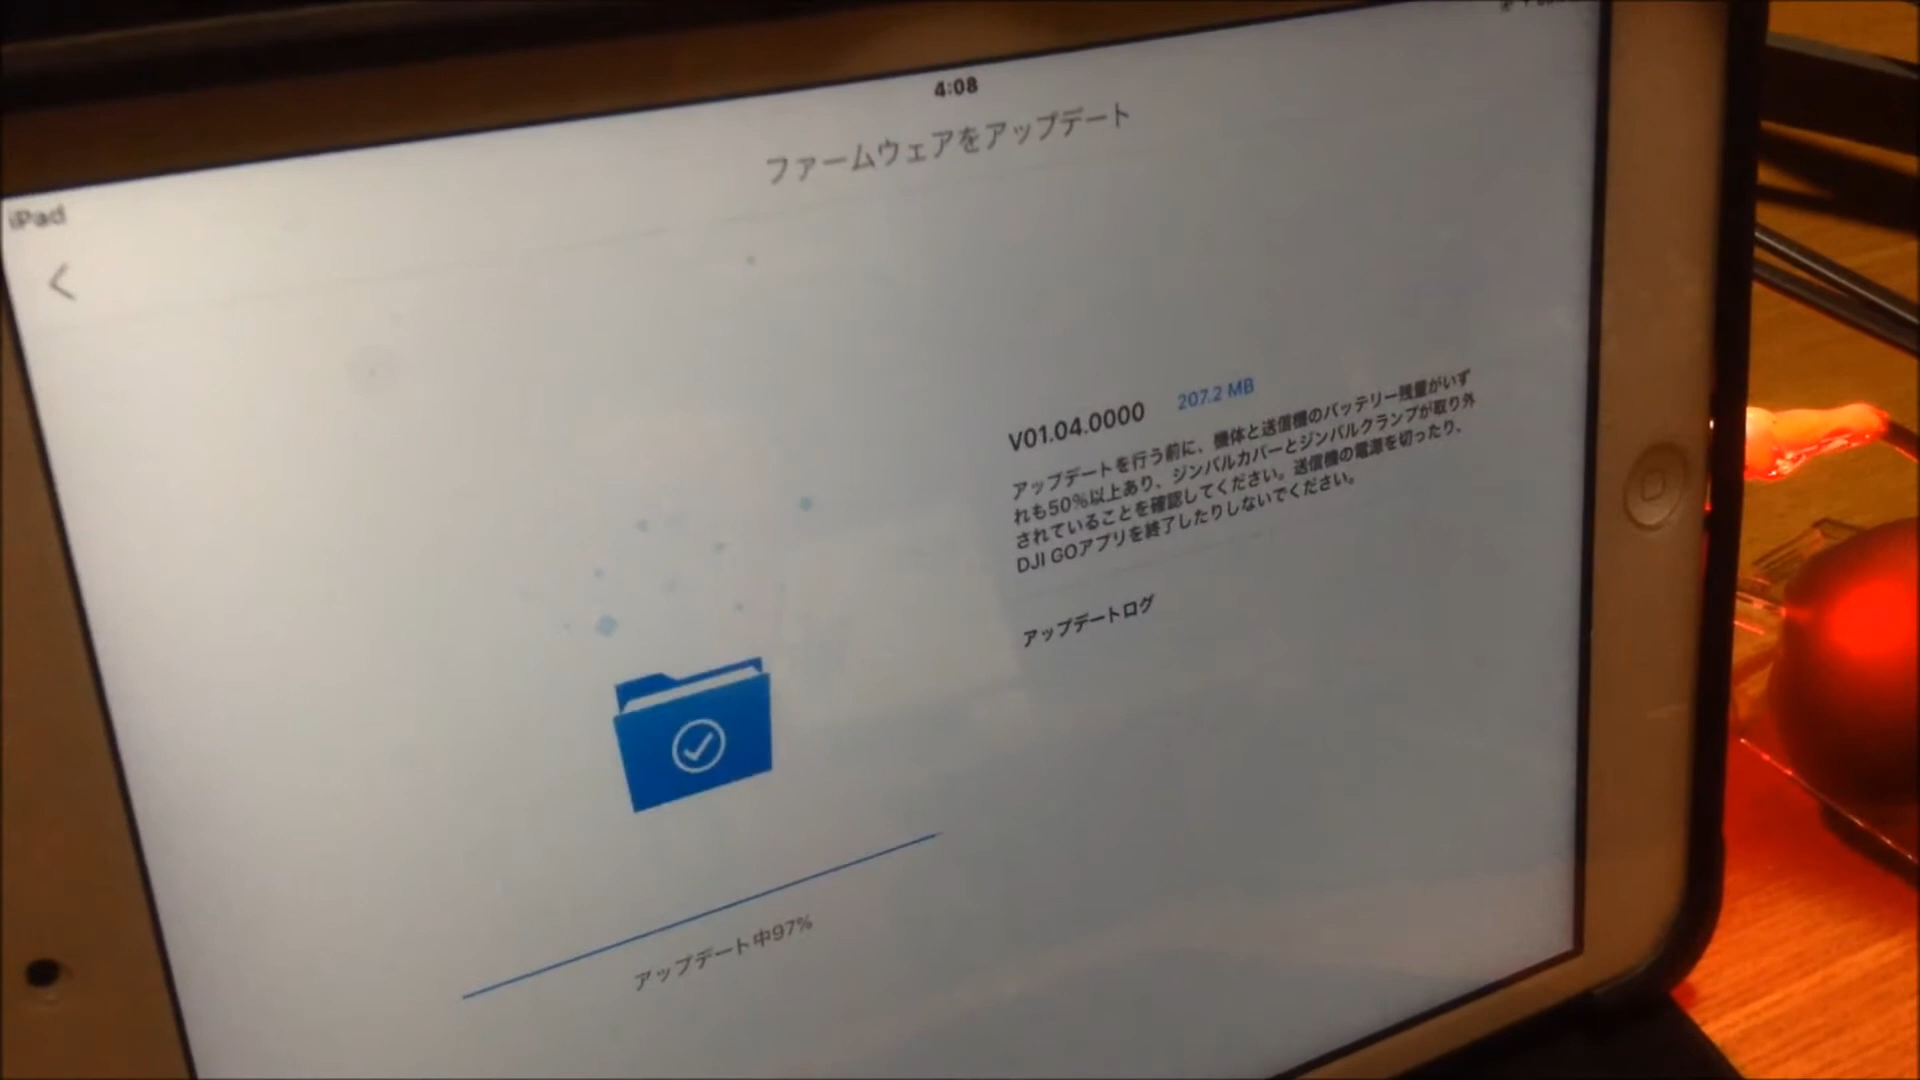 4:08
ファームウェアをアップデート
iPad
V01.04.0000 207.2 MB
アップデートを行う前に、機体と送信機のバッテリー残量がいず
れも50%以上あり、ジンバルカバーとジンバルクランプが取り外
されていることを確認してください。送信機の電源を切ったり、
DJI GOアプリを終了したりしないでください。
アップデートログ
アップデート中97%